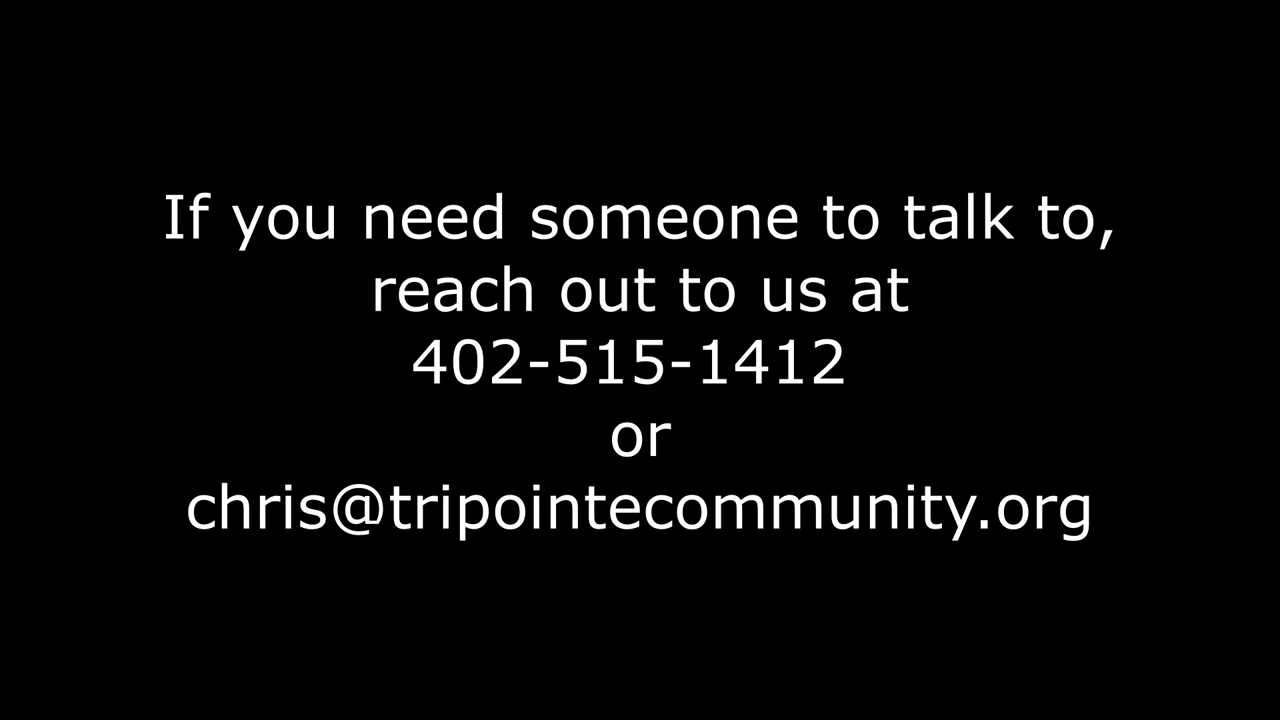 If you need someone to talk to,
reach out to us at
402-515-1412
or
chris@tripointecommunity.org